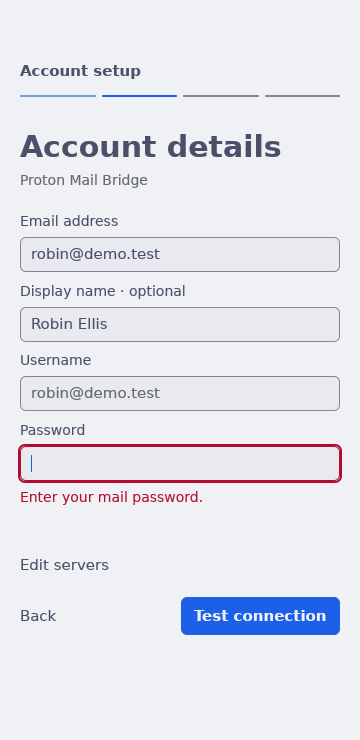 Account setup
Account details
Proton Mail Bridge
Email address
robin@demo.test
Display name · optional
Robin Ellis
Username
robin@demo.test
Password
Enter your mail password.
Edit servers
Back
Test connection